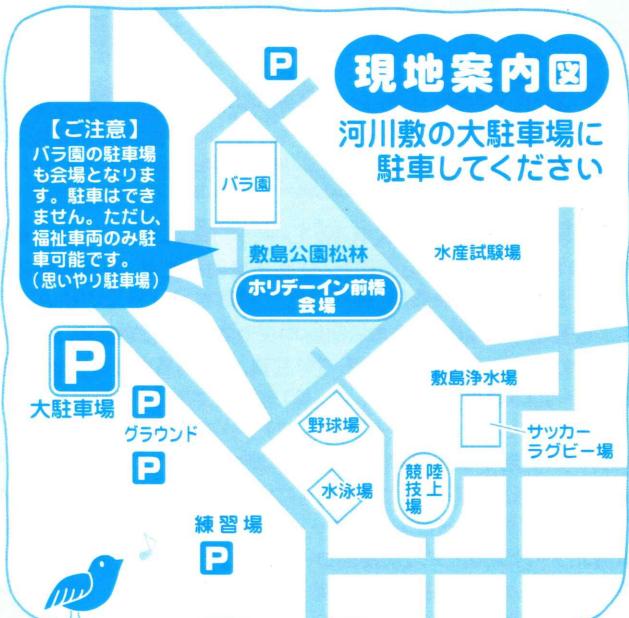 P
現地案内図
河川敷の大駐車場に
駐車してください
【ご注意】
バラ園の駐車場
も会場となりま
す。駐車はでき
ません。ただし、
福祉車両のみ駐
車可能です。
(思いやり駐車場)
バラ園
敷島公園松林
ホリデーイン前橋
会場
水産試験場
P
大駐車場
P
グラウンド
P
野球場
水泳場
陸上
競技場
敷島浄水場
サッカー
ラグビー場
練習場
P